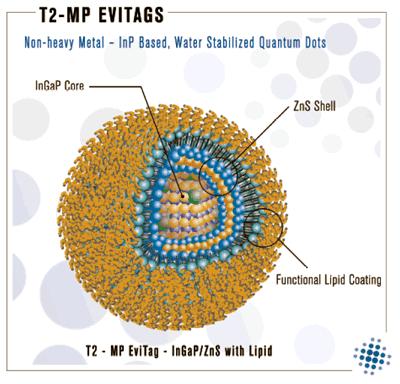 T2-MP EVITAGS
Non-heavy Metal – InP Based, Water Stabilized Quantum Dots
InGaP Core
ZnS Shell
Functional Lipid Coating
T2 - MP EviTag - InGaP/ZnS with Lipid